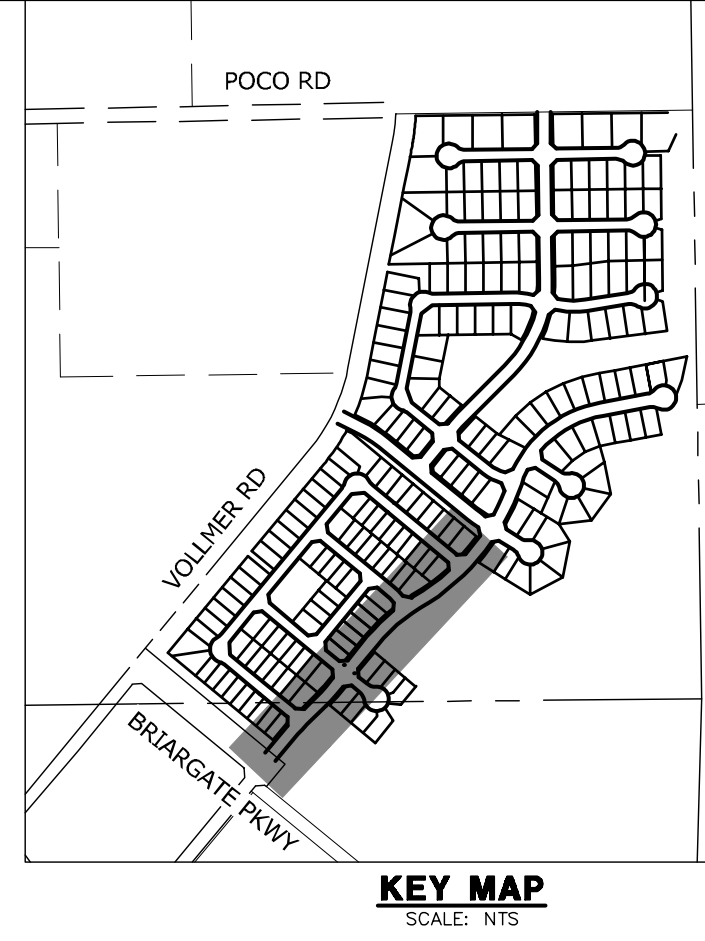 POCO RD
VOLLMER RD
BRIARGATE PKWY
KEY MAP
SCALE: NTS